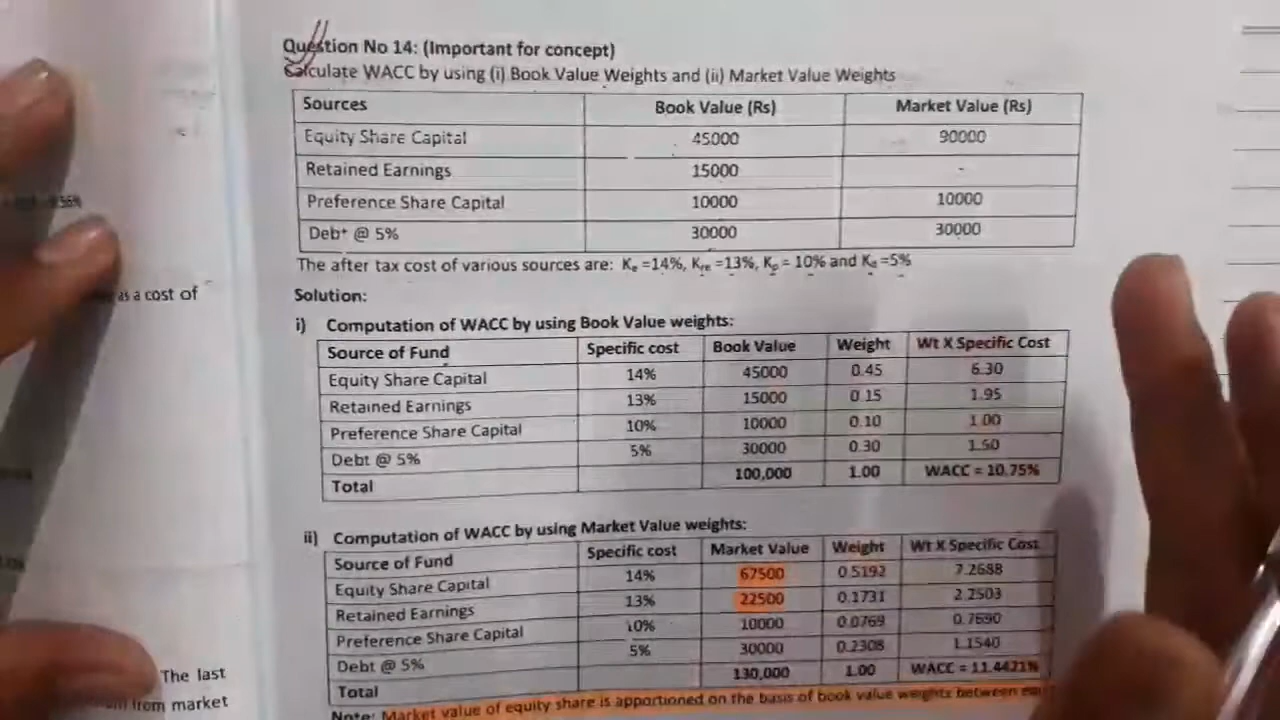 Question No 14: (Important for concept)
Calculate WACC by using (i) Book Value Weights and (ii) Market Value Weights
Sources Book Value (Rs) Market Value (Rs)
Equity Share Capital 45000 90000
Retained Earnings 15000 -
Preference Share Capital 10000 10000
Debt @ 5% 30000 30000
The after tax cost of various sources are: Ke =14%, Kre =13%, Kp = 10% and Kd =5%
as a cost of
Solution:
i) Computation of WACC by using Book Value weights:
Source of Fund Specific cost Book Value Weight Wt X Specific Cost
Equity Share Capital 14% 45000 0.45 6.30
Retained Earnings 13% 15000 0.15 1.95
Preference Share Capital 10% 10000 0.10 1.00
Debt @ 5% 5% 30000 0.30 1.50
Total 100,000 1.00 WACC = 10.75%
ii) Computation of WACC by using Market Value weights:
Source of Fund Specific cost Market Value Weight Wt X Specific Cost
Equity Share Capital 14% 67500 0.5192 7.2688
Retained Earnings 13% 22500 0.1731 2.2503
Preference Share Capital 10% 10000 0.0769 0.7690
Debt @ 5% 5% 30000 0.2308 1.1540
Total 130,000 1.00 WACC = 11.4421%
The last
from market
Note: Market value of equity share is apportioned on the basis of book value weights between